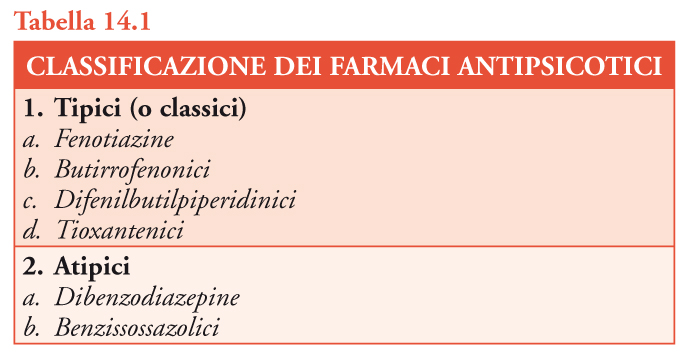 Tabella 14.1
CLASSIFICAZIONE DEI FARMACI ANTIPSICOTICI
1. Tipici (o classici)
a. Fenotiazine
b. Butirrofenonici
c. Difenilbutilpiperidinici
d. Tioxantenici
2. Atipici
a. Dibenzodiazepine
b. Benzissossazolici